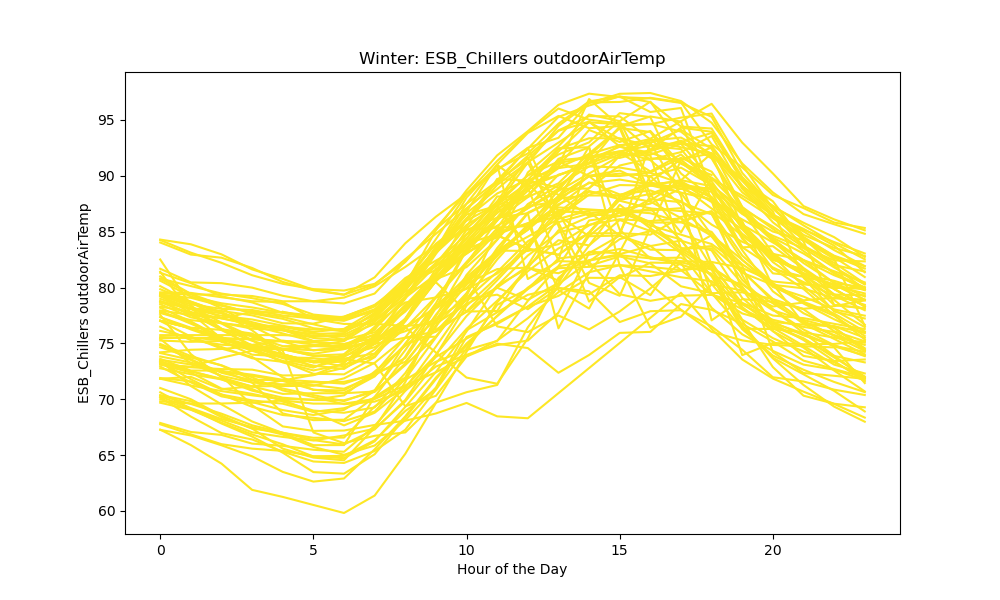 Winter: ESB_Chillers outdoorAirTemp
ESB_Chillers outdoorAirTemp
95
90
85
80
75
70
65
60
0 5 10 15 20
Hour of the Day